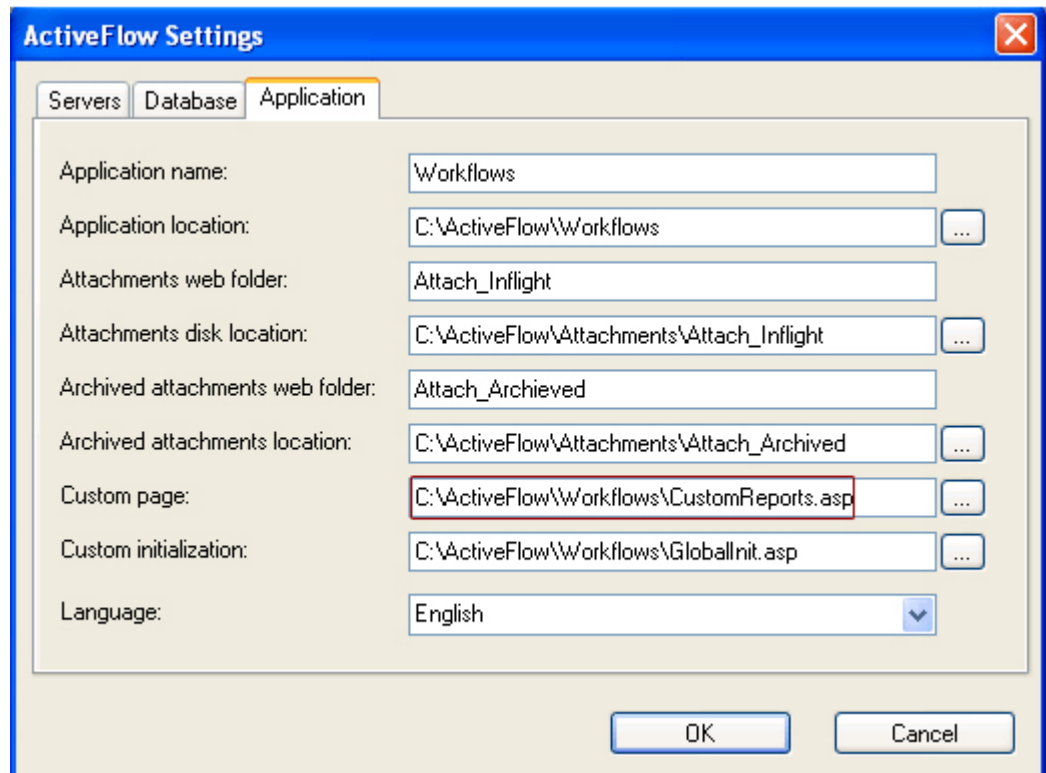 ActiveFlow Settings
Servers Database Application
Application name: Workflows
Application location: C:\ActiveFlow\Workflows ...
Attachments web folder: Attach_Inflight
Attachments disk location: C:\ActiveFlow\Attachments\Attach_Inflight ...
Archived attachments web folder: Attach_Archieved
Archived attachments location: C:\ActiveFlow\Attachments\Attach_Archived ...
Custom page: C:\ActiveFlow\Workflows\CustomReports.asp ...
Custom initialization: C:\ActiveFlow\Workflows\GlobalInit.asp ...
Language: English
OK Cancel